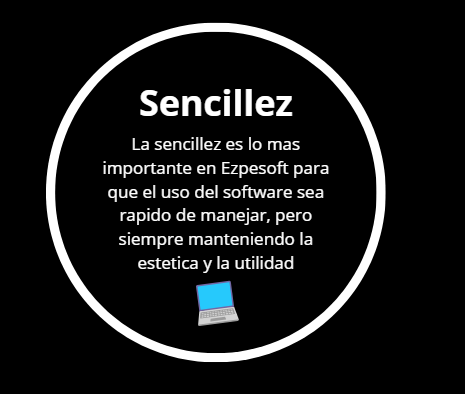 Sencillez
La sencillez es lo mas
importante en Ezpesoft para
que el uso del software sea
rapido de manejar, pero
siempre manteniendo la
estetica y la utilidad